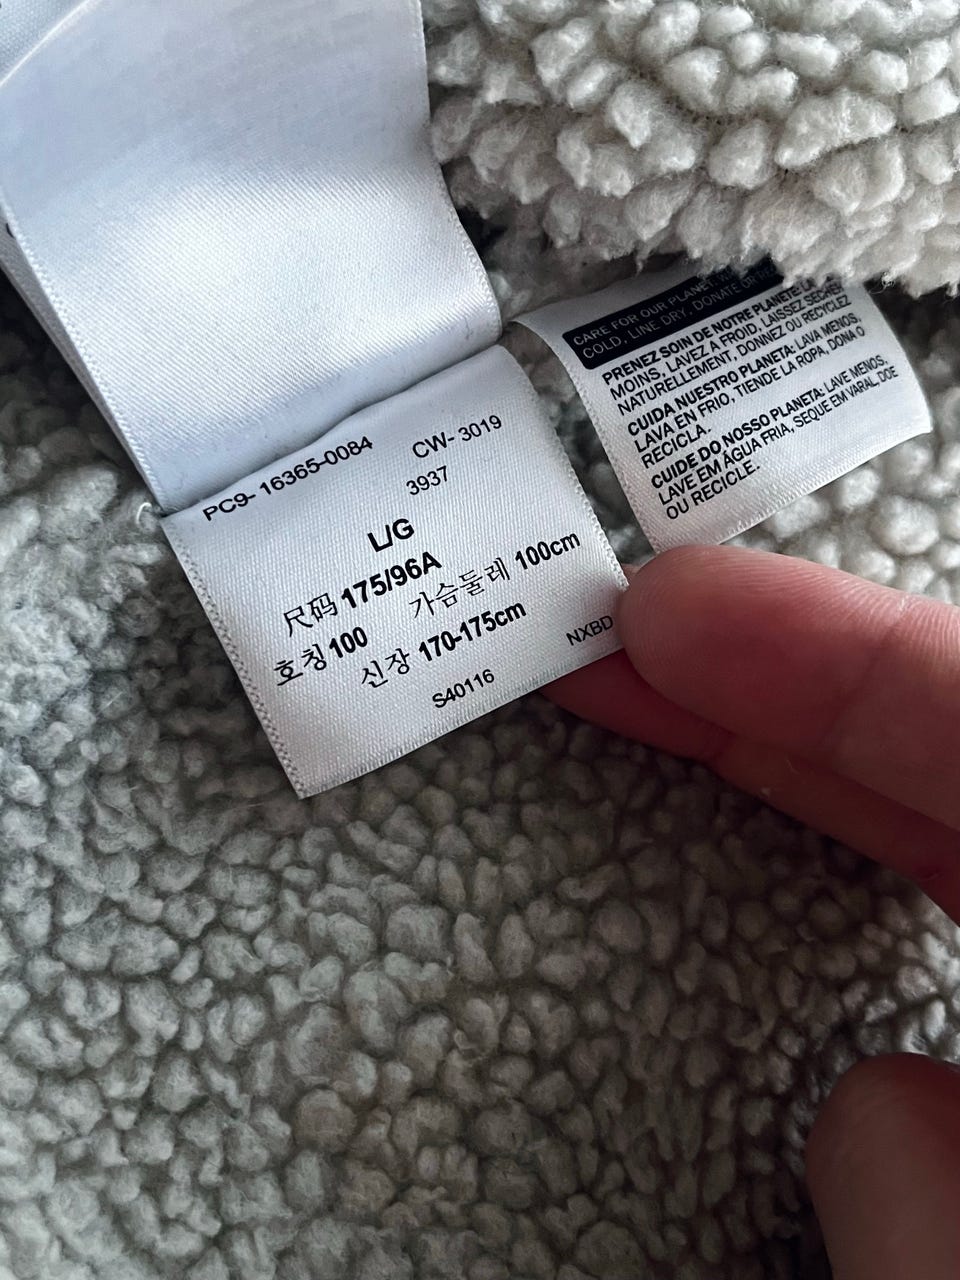 PC9- 16365-0084 CW- 3019
3937
L/G
尺码 175/96A
호칭 100 가슴둘레 100cm
신장 170-175cm
S40116 NXBD
CARE FOR OUR PLANET:
COLD, LINE DRY, DONATE OR
PRENEZ SOIN DE NOTRE PLANÈTE:
MOINS, LAVEZ À FROID, LAISSEZ SÉCHER
NATURELLEMENT, DONNEZ OU RECYCLEZ
CUIDA NUESTRO PLANETA: LAVA MENOS,
LAVA EN FRÍO, TIENDE LA ROPA, DONA O
RECICLA.
CUIDE DO NOSSO PLANETA: LAVE MENOS,
LAVE EM ÁGUA FRIA, SEQUE EM VARAL, DOE
OU RECICLE.